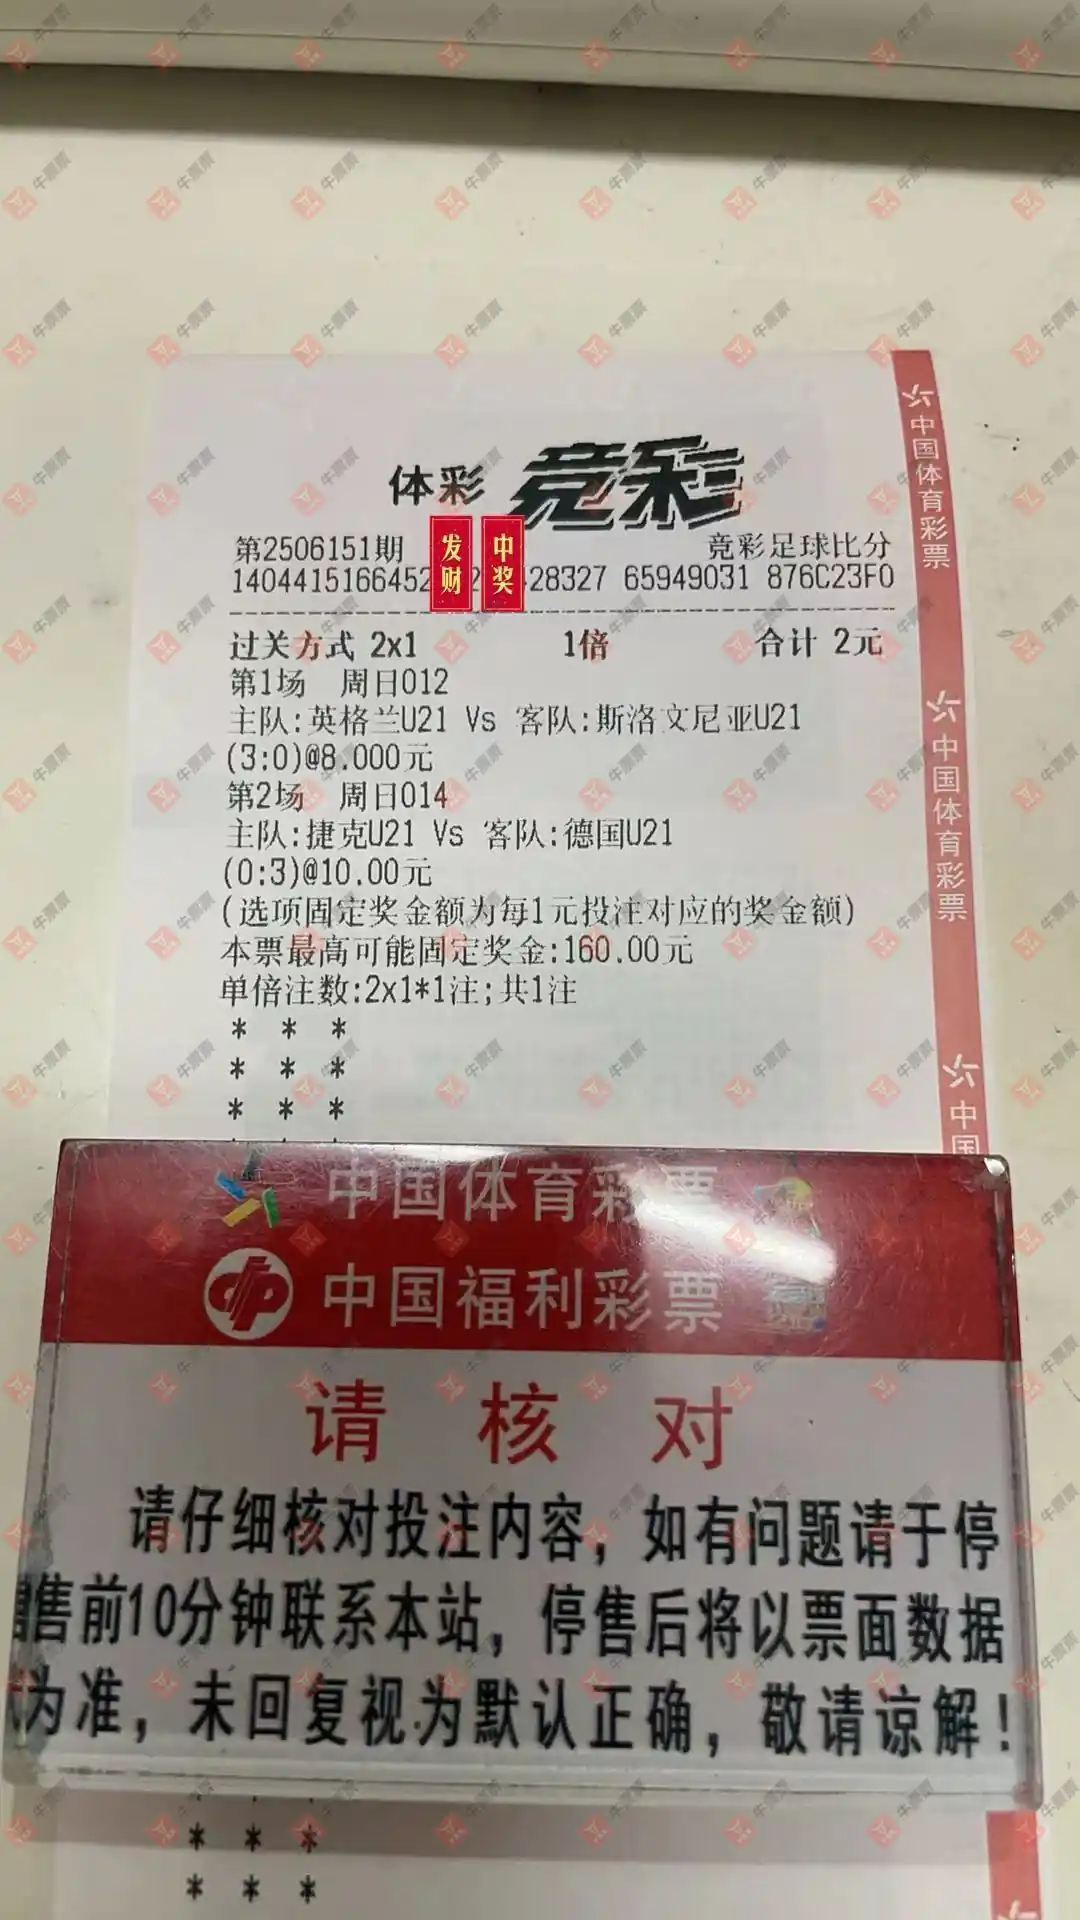 体彩 竞彩
第2506151期 竞彩足球比分
发财 中奖
1404415166452 28327 65949031 876C23F0
过关方式 2x1 1倍 合计 2元
第1场 周日012
主队:英格兰U21 Vs 客队:斯洛文尼亚U21
(3:0)@8.000元
第2场 周日014
主队:捷克U21 Vs 客队:德国U21
(0:3)@10.00元
(选项固定奖金额为每1元投注对应的奖金额)
本票最高可能固定奖金:160.00元
单倍注数:2x1*1注;共1注
* * *
* * *
* * *
中国体育彩票
中国体育彩票
中国
中国体育彩票
中国福利彩票
请核对
请仔细核对投注内容，如有问题请于停
售前10分钟联系本站，停售后将以票面数据
为准，未回复视为默认正确，敬请谅解！
* * *
* * *
牛票票